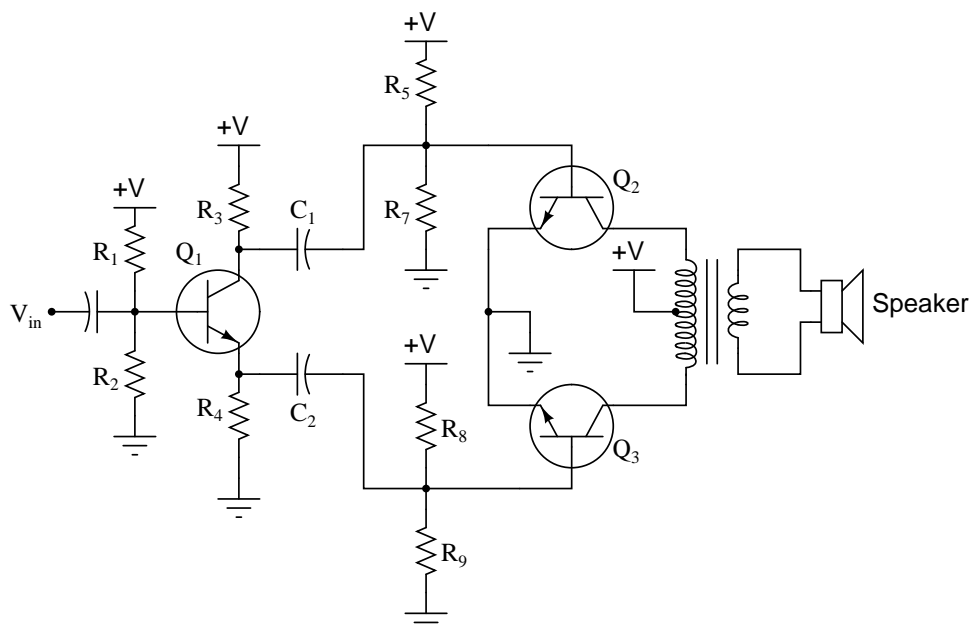 +V
R5
+V
R3
+V
R1
Q1
C1
R7
Q2
+V
Vin
Speaker
R2
R4
C2
+V
R8
Q3
R9